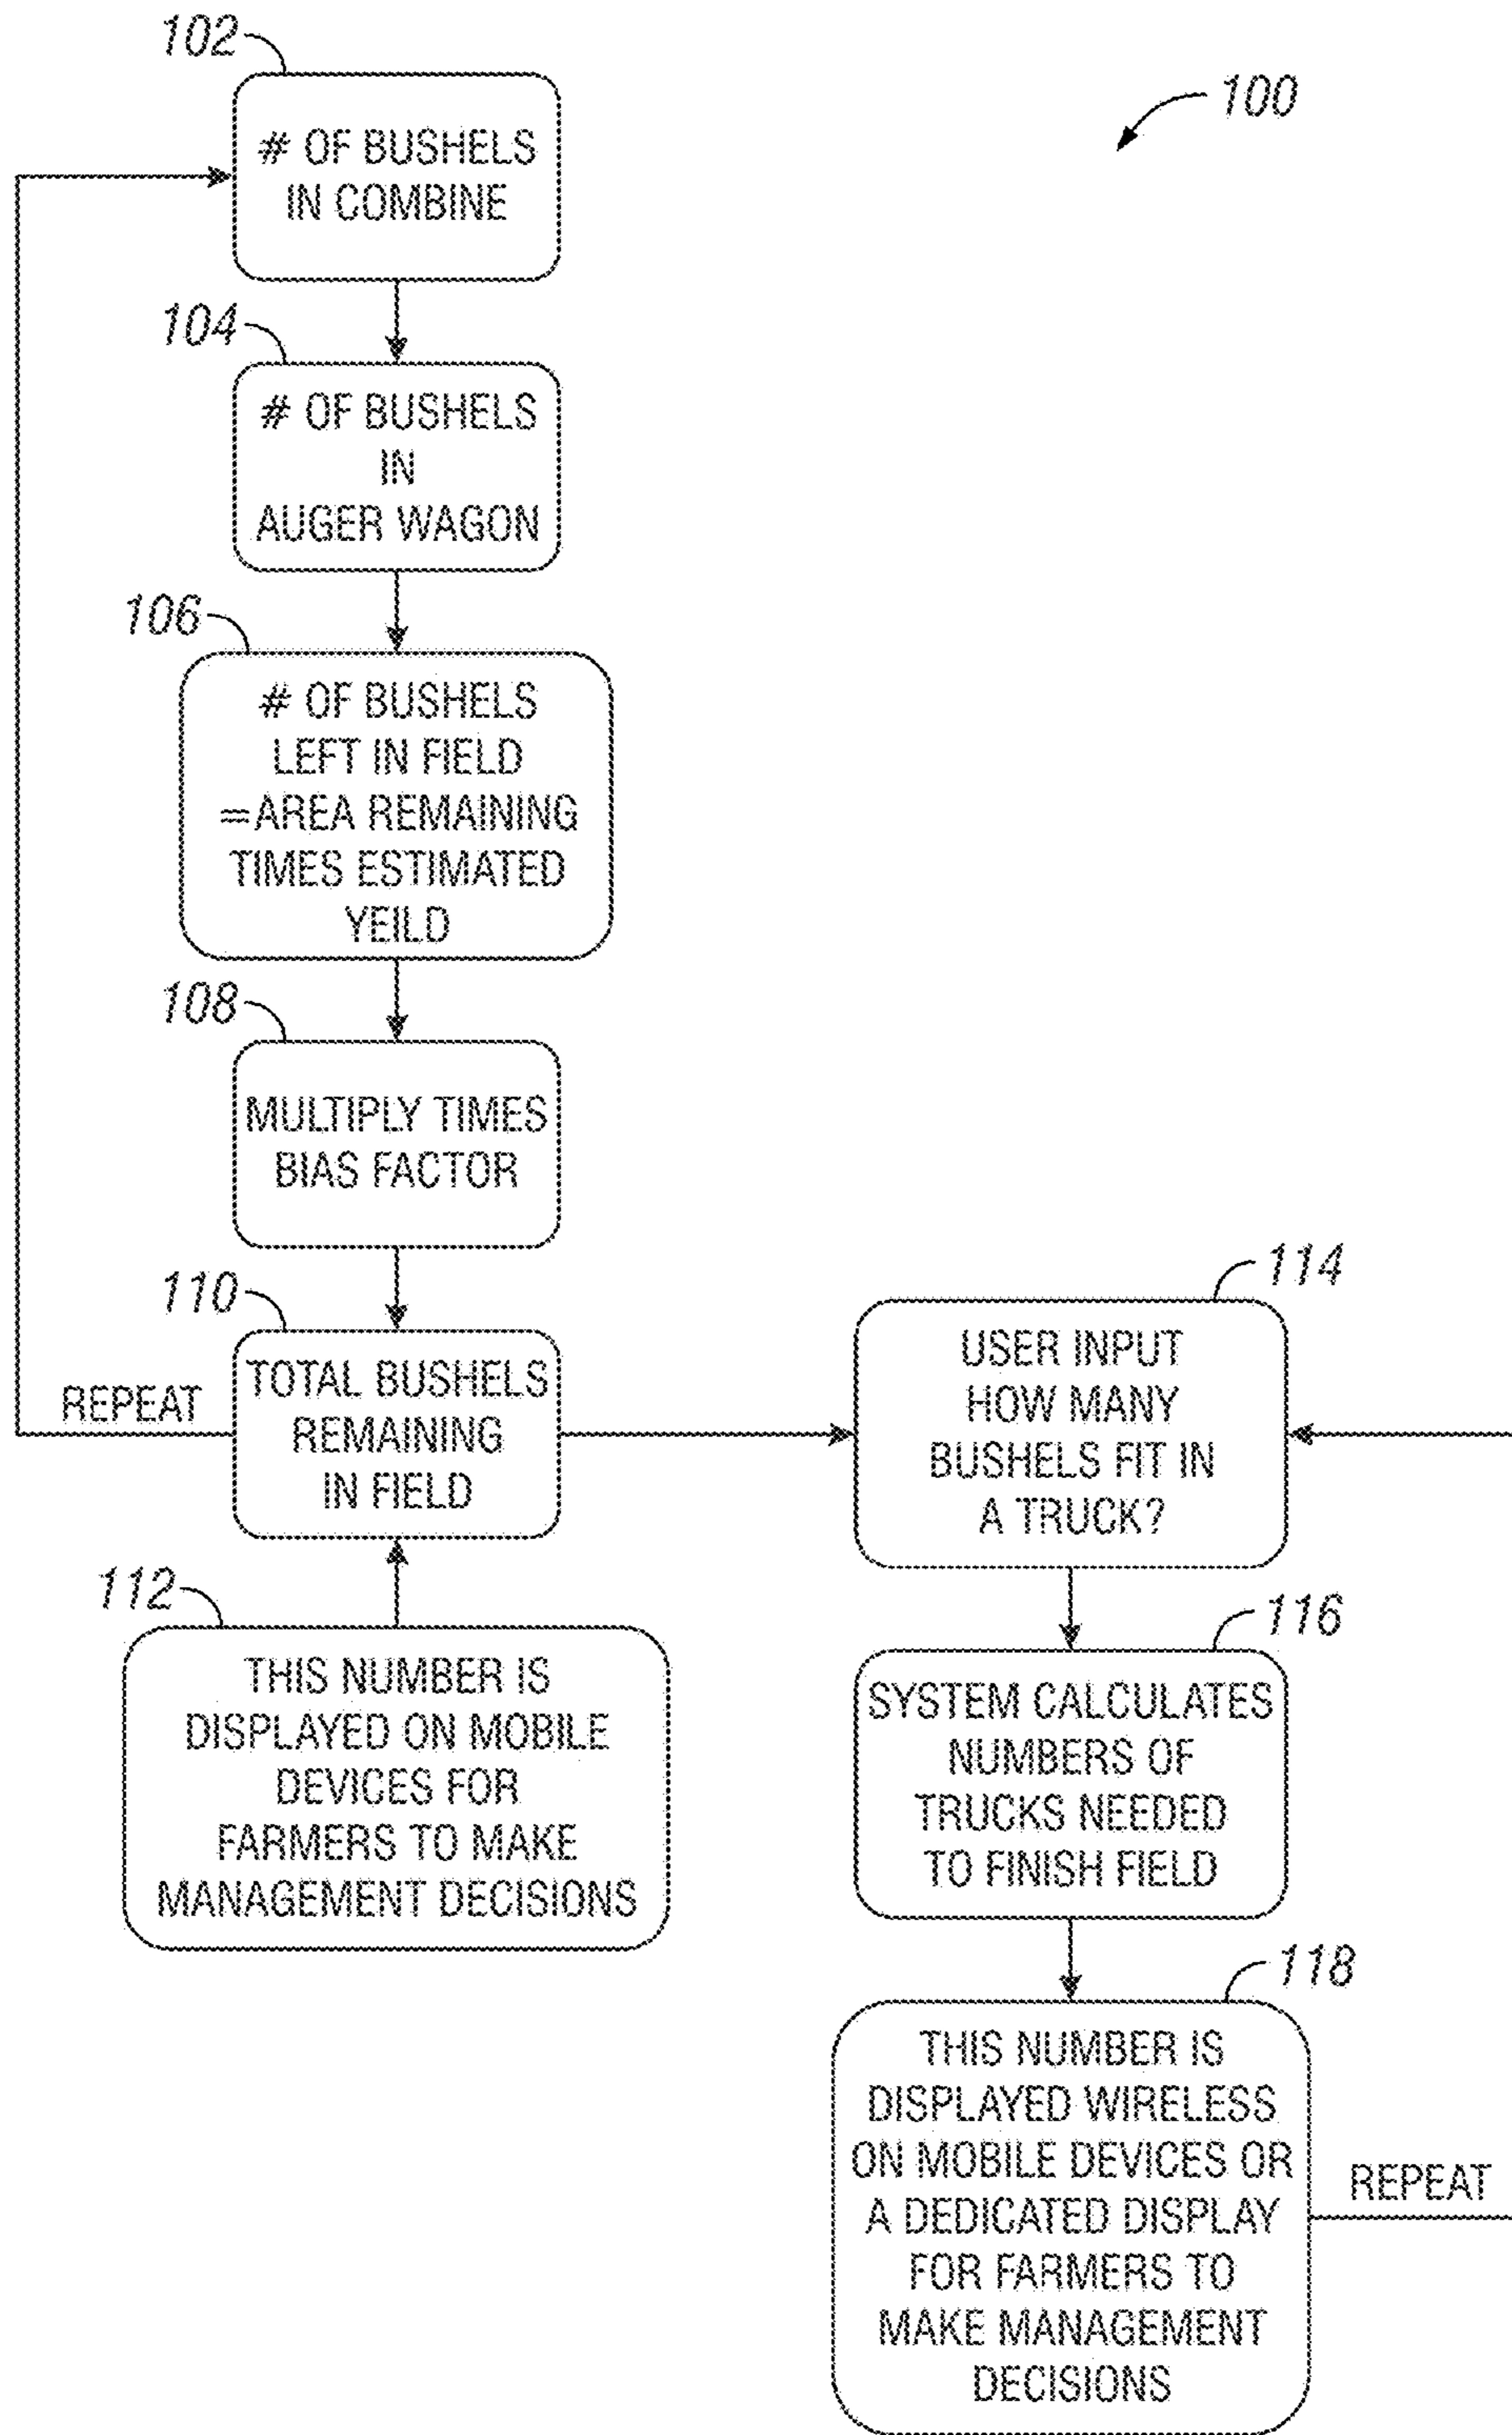 102
100
# OF BUSHELS
IN COMBINE
104
# OF BUSHELS
IN
AUGER WAGON
106
# OF BUSHELS
LEFT IN FIELD
=AREA REMAINING
TIMES ESTIMATED
YEILD
108
MULTIPLY TIMES
BIAS FACTOR
110
TOTAL BUSHELS
REMAINING
IN FIELD
REPEAT
112
THIS NUMBER IS
DISPLAYED ON MOBILE
DEVICES FOR
FARMERS TO MAKE
MANAGEMENT DECISIONS
114
USER INPUT
HOW MANY
BUSHELS FIT IN
A TRUCK?
116
SYSTEM CALCULATES
NUMBERS OF
TRUCKS NEEDED
TO FINISH FIELD
118
THIS NUMBER IS
DISPLAYED WIRELESS
ON MOBILE DEVICES OR
A DEDICATED DISPLAY
FOR FARMERS TO
MAKE MANAGEMENT
DECISIONS
REPEAT